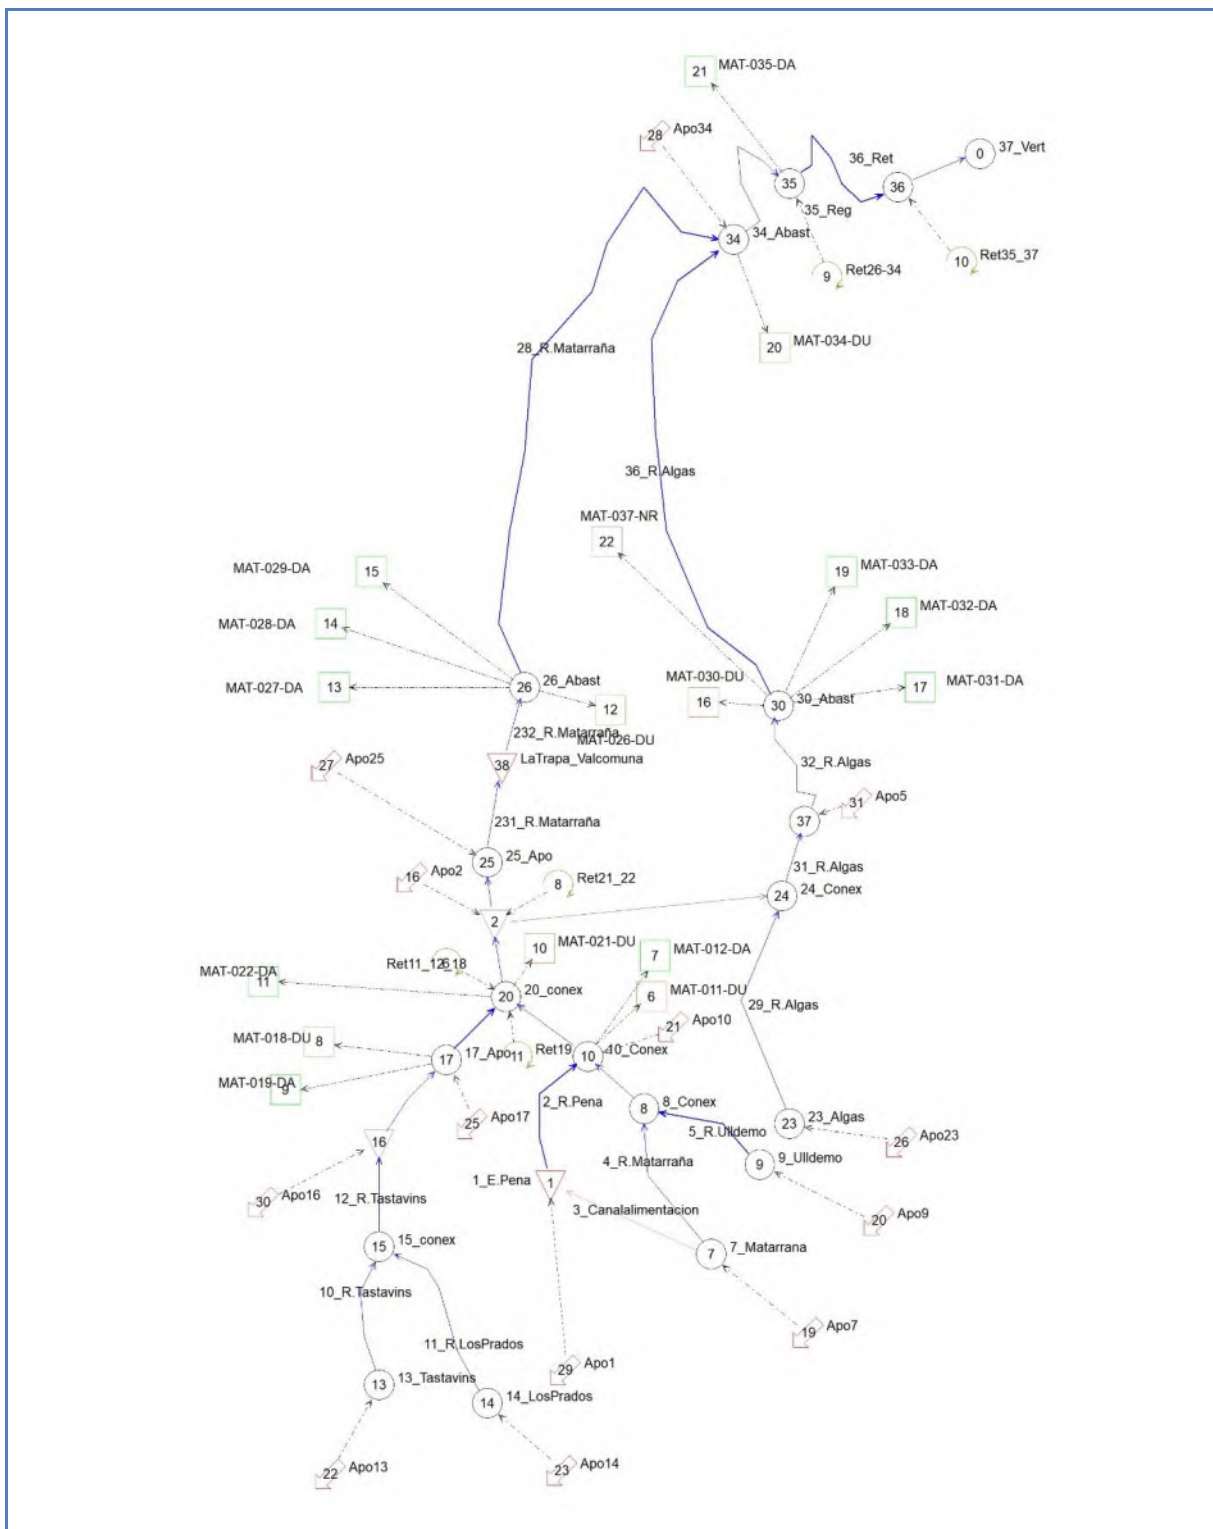 21 MAT-035-DA
28 Apo34
36_Ret
0 37_Vert
35
35_Reg
36
34 34_Abast
9 Ret26-34
10 Ret35_37
20 MAT-034-DU
28_R.Matarraña
36_R.Algas
MAT-037-NR
22
MAT-029-DA 15
19 MAT-033-DA
18 MAT-032-DA
MAT-028-DA 14
MAT-027-DA 13
26 26_Abast
12
MAT-026-DU
MAT-030-DU
16
30 30_Abast
17 MAT-031-DA
232_R.Matarraña
38 LaTrapa_Valcomuna
27 Apo25
32_R.Algas
31 Apo5
37
231_R.Matarraña
25 25_Apo
31_R.Algas
16 Apo2
8 Ret21_22
24 24_Conex
2
10 MAT-021-DU
7 MAT-012-DA
Ret11_12_18
6
MAT-022-DA
11
20 20_conex
6 MAT-011-DU
29_R.Algas
21 Apo10
MAT-018-DU 8
17 17_Apo
11 Ret19
10 10_Conex
MAT-019-DA
9
2_R.Pena
8 8_Conex
25 Apo17
5_R.Ulldemo
23 23_Algas
26 Apo23
16
4_R.Matarraña
9 9_Ulldemo
1_E.Pena 1
30 Apo16
12_R.Tastavins
3_Canalalimentacion
20 Apo9
15 15_conex
7 7_Matarrana
10_R.Tastavins
11_R.LosPrados
19 Apo7
29 Apo1
13 13_Tastavins
14 14_LosPrados
22 Apo13
23 Apo14